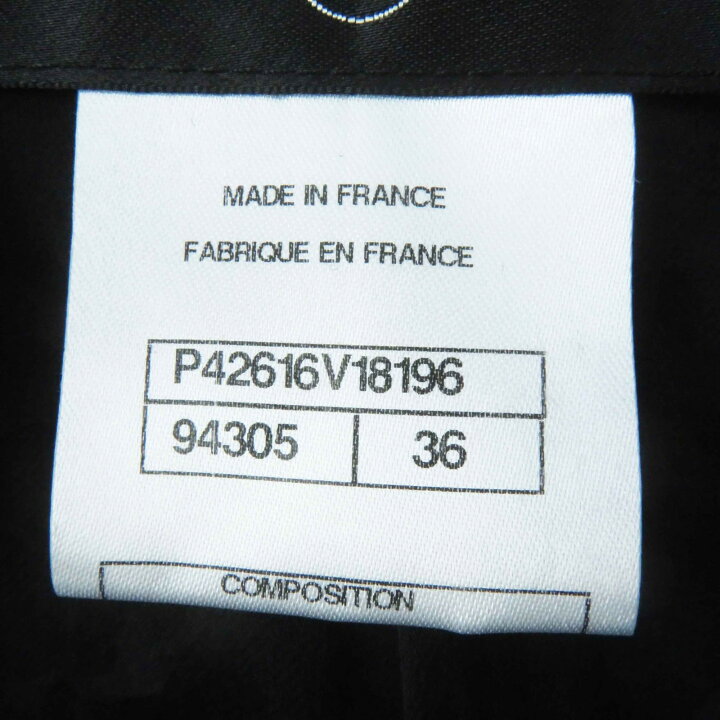 MADE IN FRANCE
FABRIQUE EN FRANCE
P42616V18196
94305 36
COMPOSITION